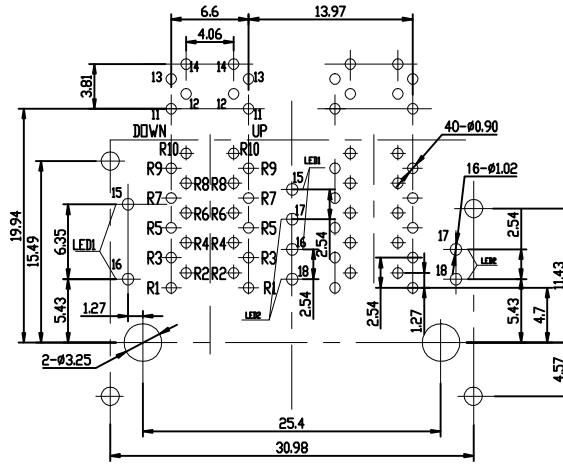 6.6 13.97
4.06
14 14
13 13
3.81
12 12
11 11
DOWN UP
40-ø0.90
R10 R10
R9 R9
16-ø1.02
15 LED1
R8 R8
15
R7 R7
17
R6 R6
2.54
19.94
15.49
R5 R5
17
LED1
6.35
R4 R4
16
2.54
2.54
R3 R3
LED2
16
R2 R2
18
18
11.43
R1 R1
5.43
1.27
LED2
2.54
2.54
1.27
5.43
4.7
2-ø3.25
4.57
25.4
30.98